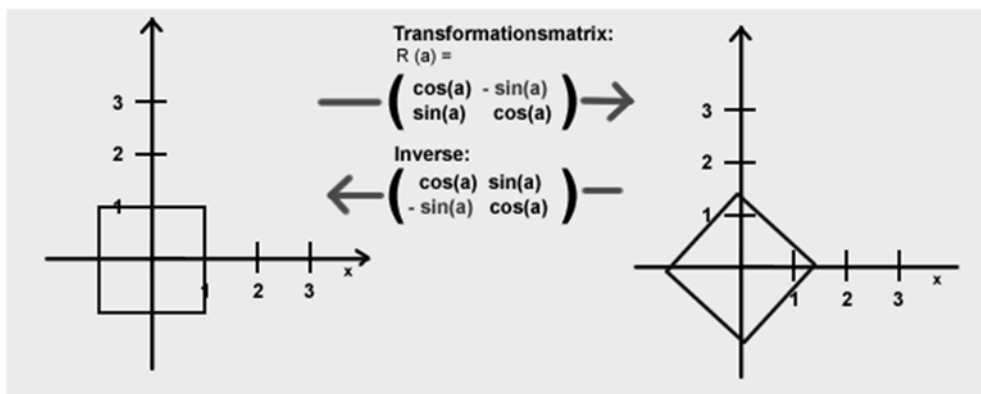 Transformationsmatrix:
R (a) =
cos(a) - sin(a)
sin(a) cos(a)
Inverse:
cos(a) sin(a)
- sin(a) cos(a)
3
2
1
1 2 3
x
3
2
1
1 2 3
x